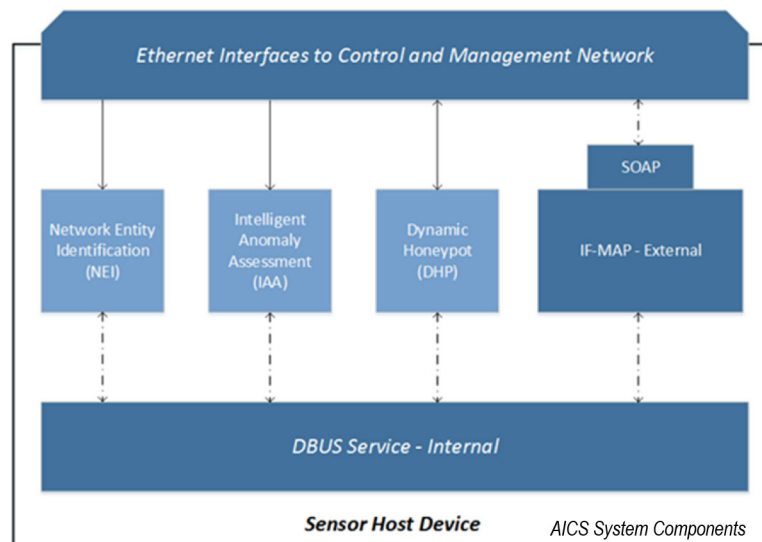 Ethernet Interfaces to Control and Management Network
SOAP
Network Entity
Identification
(NEI)
Intelligent
Anomaly
Assessment
(IAA)
Dynamic
Honeypot
(DHP)
IF-MAP - External
DBUS Service - Internal
Sensor Host Device
AICS System Components